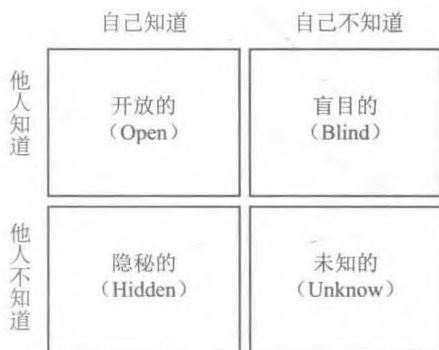 自己知道 自己不知道
他人知道
开放的
（Open）
盲目的
（Blind）
他人不知道
隐秘的
（Hidden）
未知的
（Unknow）